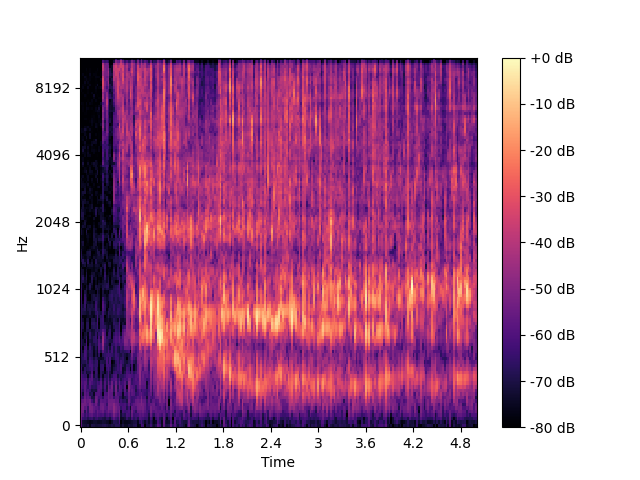 +0 dB
8192
-10 dB
4096
-20 dB
-30 dB
2048
Hz
-40 dB
1024
-50 dB
-60 dB
512
-70 dB
0
-80 dB
0 0.6 1.2 1.8 2.4 3 3.6 4.2 4.8
Time